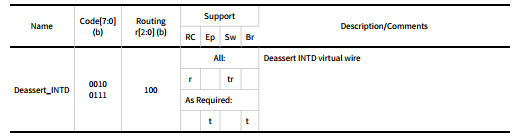 Name Code[7:0] (b) Routing r[2:0] (b) Support Description/Comments
RC Ep Sw Br
Deassert_INTD 0010 0111 100 All: Deassert INTD virtual wire
r tr
As Required:
t t